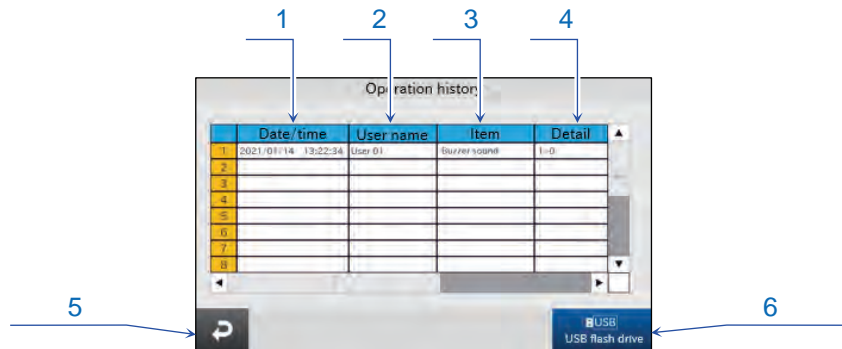 1 2 3 4
Operation history
Date/time User name Item Detail
1 2021/01/14 13:22:34 User 01 Buzzer sound 1→0
2
3
4
5
6
7
8
5 6
USB
USB flash drive